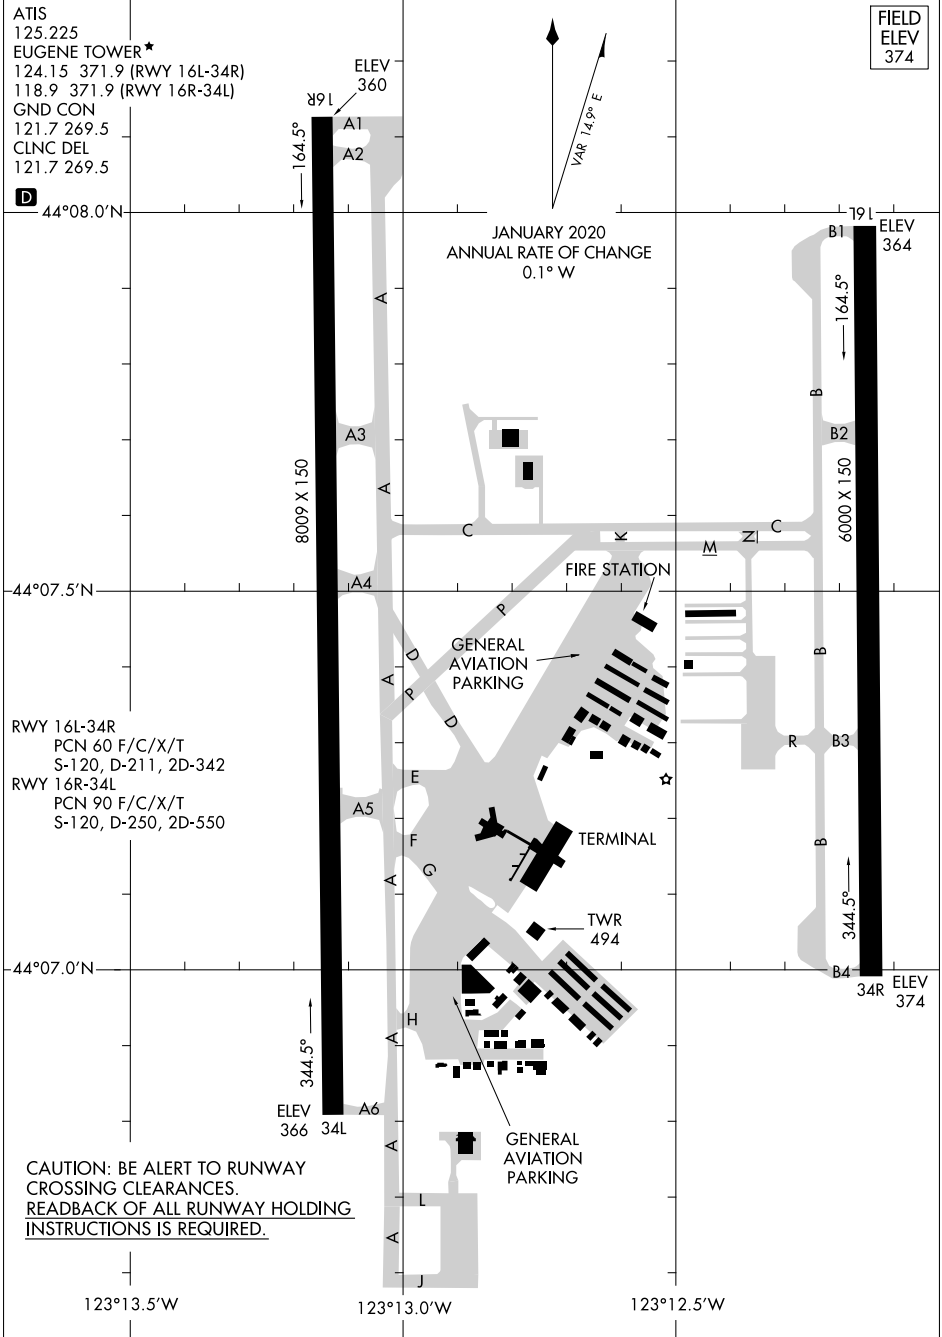 ATIS
125.225
EUGENE TOWER★
124.15 371.9 (RWY 16L-34R)
118.9 371.9 (RWY 16R-34L)
GND CON
121.7 269.5
CLNC DEL
121.7 269.5
D
FIELD
ELEV
374
ELEV
360
16R
A1
A2
164.5°
VAR 14.9° E
JANUARY 2020
ANNUAL RATE OF CHANGE
0.1° W
44°08.0'N
16L
ELEV
364
B1
164.5°
A
B
A3
B2
8009 X 150
6000 X 150
A
C
K
C
N
M
FIRE STATION
44°07.5'N
A4
P
D
GENERAL
AVIATION
PARKING
A
P
D
B
RWY 16L-34R
PCN 60 F/C/X/T
S-120, D-211, 2D-342
RWY 16R-34L
PCN 90 F/C/X/T
S-120, D-250, 2D-550
R
B3
E
A5
F
G
A
TERMINAL
B
344.5°
TWR
494
44°07.0'N
B4
34R
ELEV
374
H
A
344.5°
ELEV
366
34L
A6
A
GENERAL
AVIATION
PARKING
CAUTION: BE ALERT TO RUNWAY
CROSSING CLEARANCES.
READBACK OF ALL RUNWAY HOLDING
INSTRUCTIONS IS REQUIRED.
L
A
J
123°13.5'W
123°13.0'W
123°12.5'W